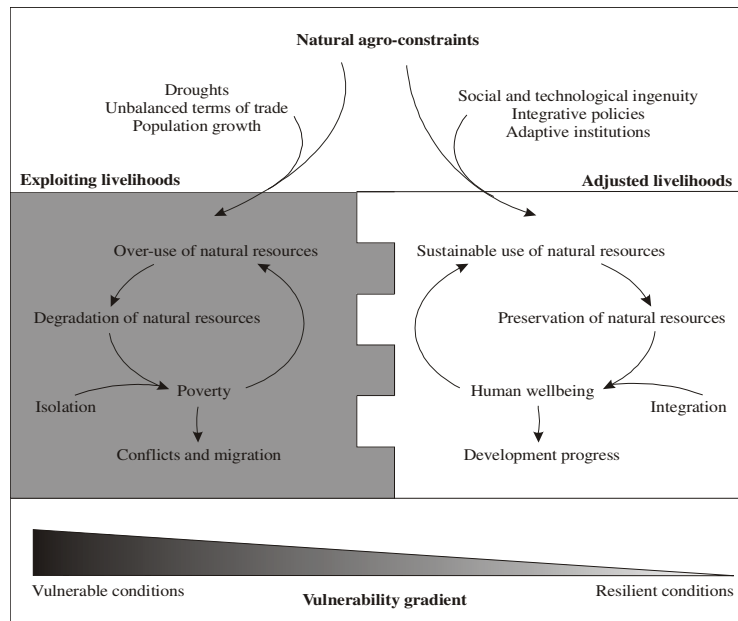 Natural agro-constraints
Droughts
Unbalanced terms of trade
Population growth
Social and technological ingenuity
Integrative policies
Adaptive institutions
Exploiting livelihoods
Adjusted livelihoods
Over-use of natural resources
Degradation of natural resources
Isolation
Poverty
Conflicts and migration
Sustainable use of natural resources
Preservation of natural resources
Human wellbeing
Integration
Development progress
Vulnerable conditions
Vulnerability gradient
Resilient conditions